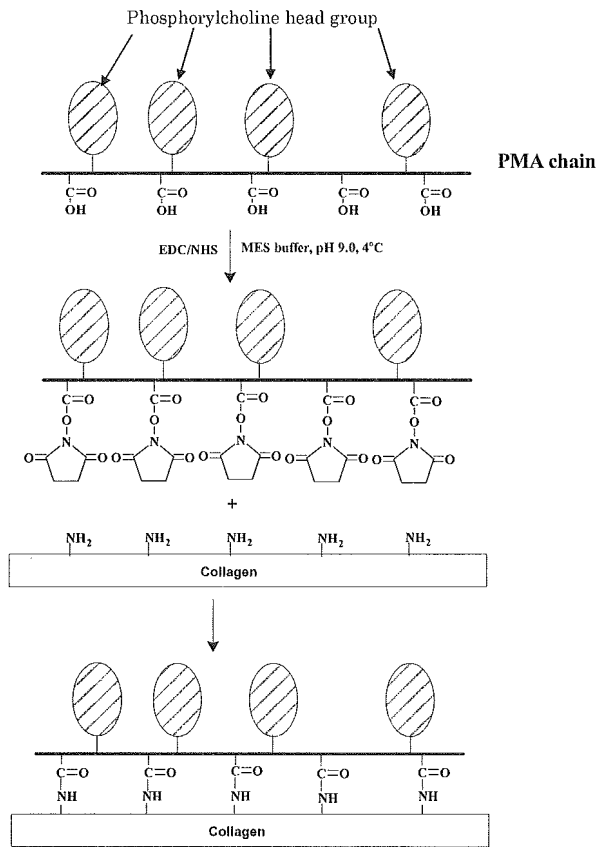 Phosphorylcholine head group
PMA chain
C=O C=O C=O C=O C=O
OH OH OH OH OH
EDC/NHS MES buffer, pH 9.0, 4°C
C=O C=O C=O C=O C=O
O O O O O
N N N N N
O= =O O= =O O= =O O= =O O= =O
+
NH2 NH2 NH2 NH2 NH2
Collagen
C=O C=O C=O C=O C=O
NH NH NH NH NH
Collagen